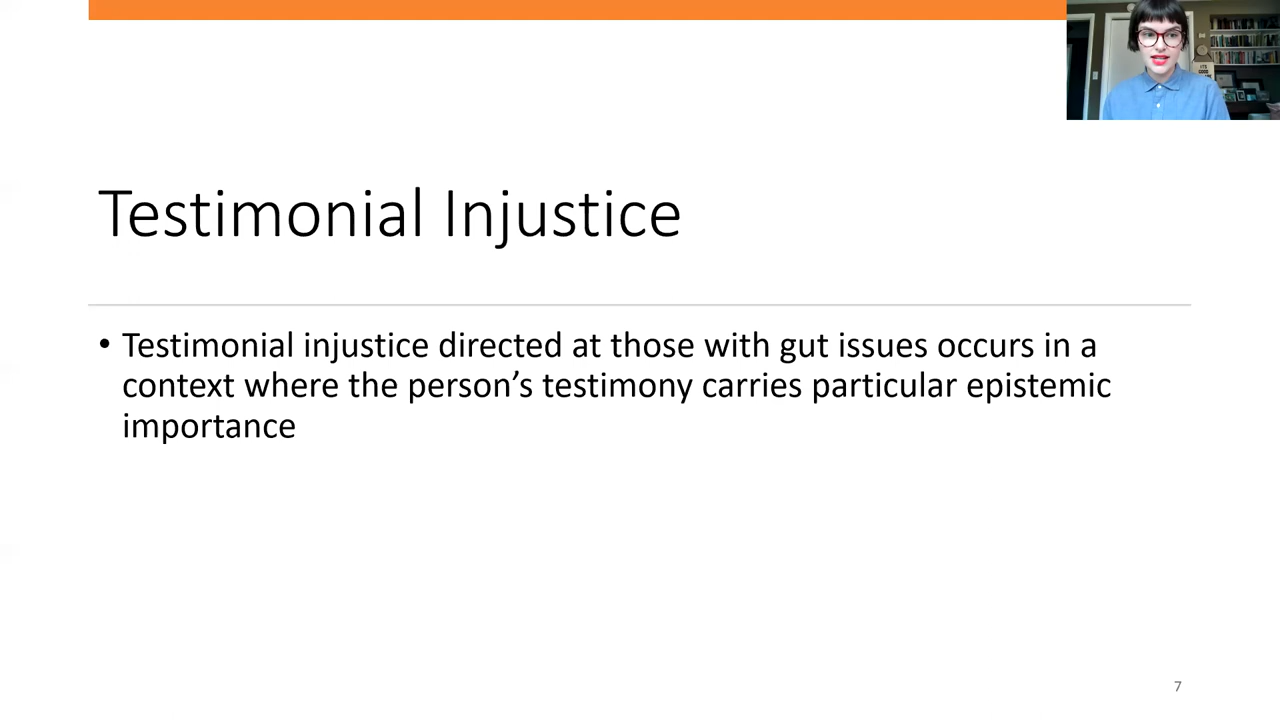 Testimonial Injustice
• Testimonial injustice directed at those with gut issues occurs in a
context where the person’s testimony carries particular epistemic
importance
7